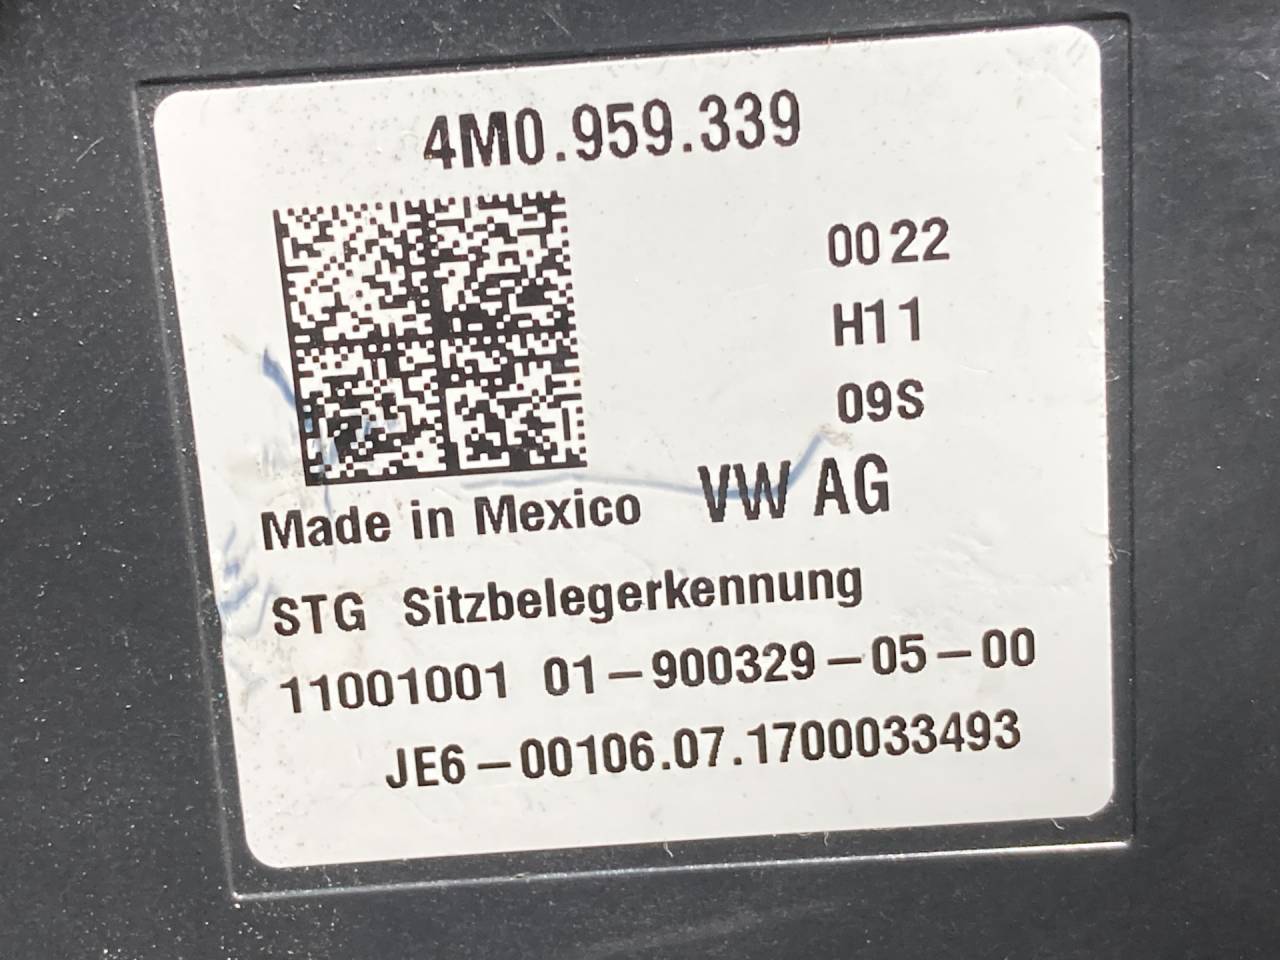 4M0.959.339
0022
H11
09S
Made in Mexico VW AG
STG Sitzbelegerkennung
11001001 01-900329-05-00
JE6-00106.07.1700033493